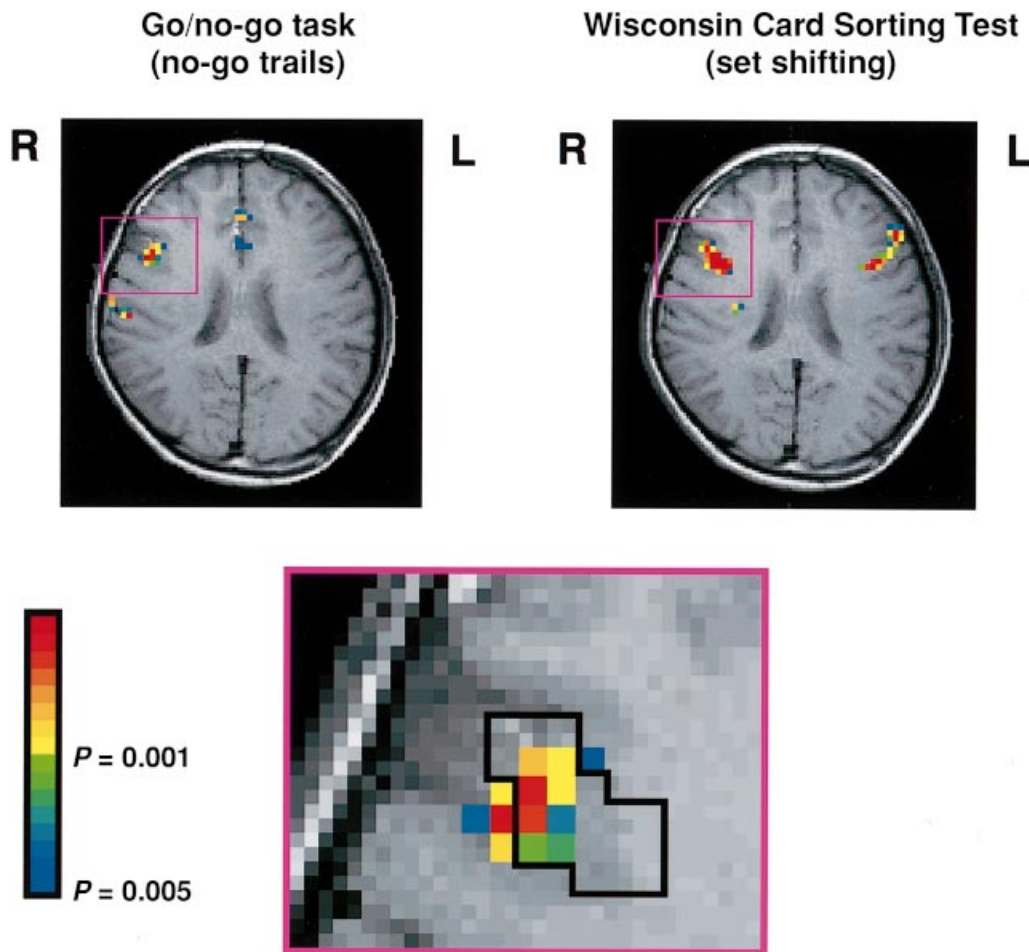 Go/no-go task
(no-go trails)
Wisconsin Card Sorting Test
(set shifting)
R
L
R
L
P = 0.001
P = 0.005